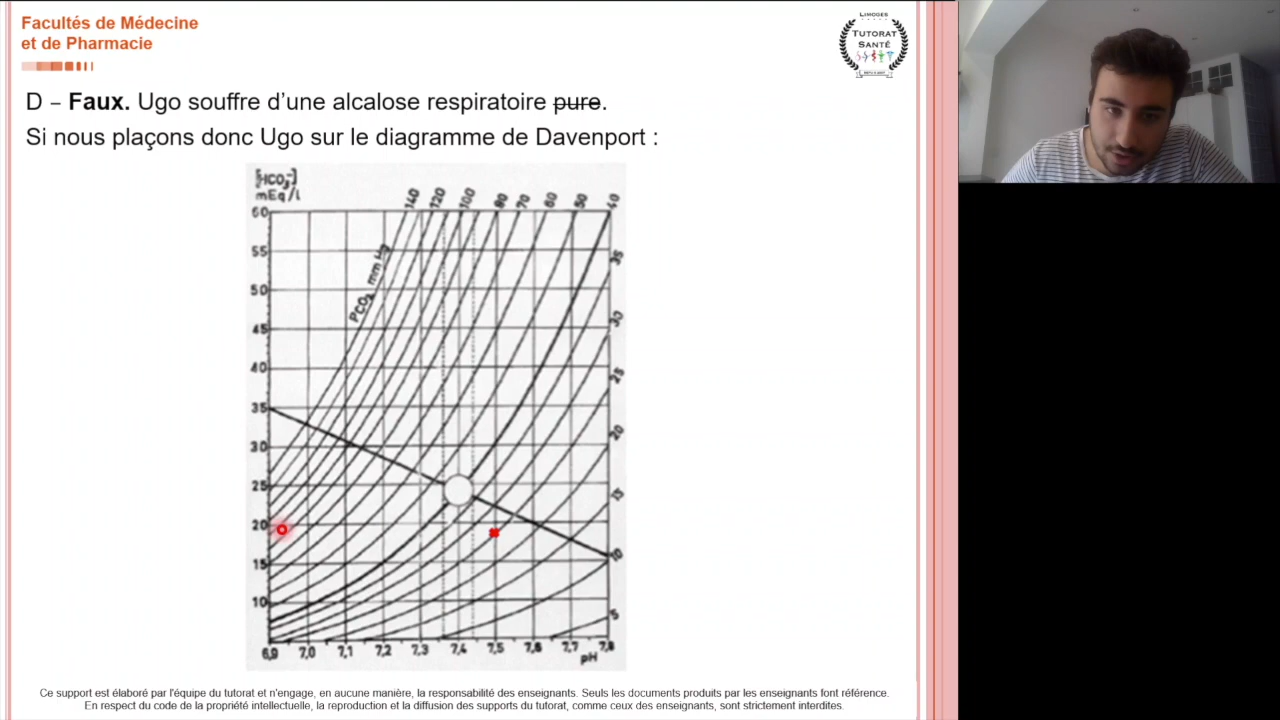 Facultés de Médecine
et de Pharmacie
LIMOGES
TUTORAT
SANTÉ
D – Faux. Ugo souffre d'une alcalose respiratoire pure.
Si nous plaçons donc Ugo sur le diagramme de Davenport :
[HCO3-]
mEq/l
140 120 100 80 70 60 50 40
60
55
50
45
40
35
30
25
20
15
10
PCO2 mm Hg
35
30
25
20
15
10
5
6,9 7,0 7,1 7,2 7,3 7,4 7,5 7,6 7,7 7,8
pH
Ce support est élaboré par l'équipe du tutorat et n'engage, en aucune manière, la responsabilité des enseignants. Seuls les documents produits par les enseignants font référence.
En respect du code de la propriété intellectuelle, la reproduction et la diffusion des supports du tutorat, comme ceux des enseignants, sont strictement interdites.